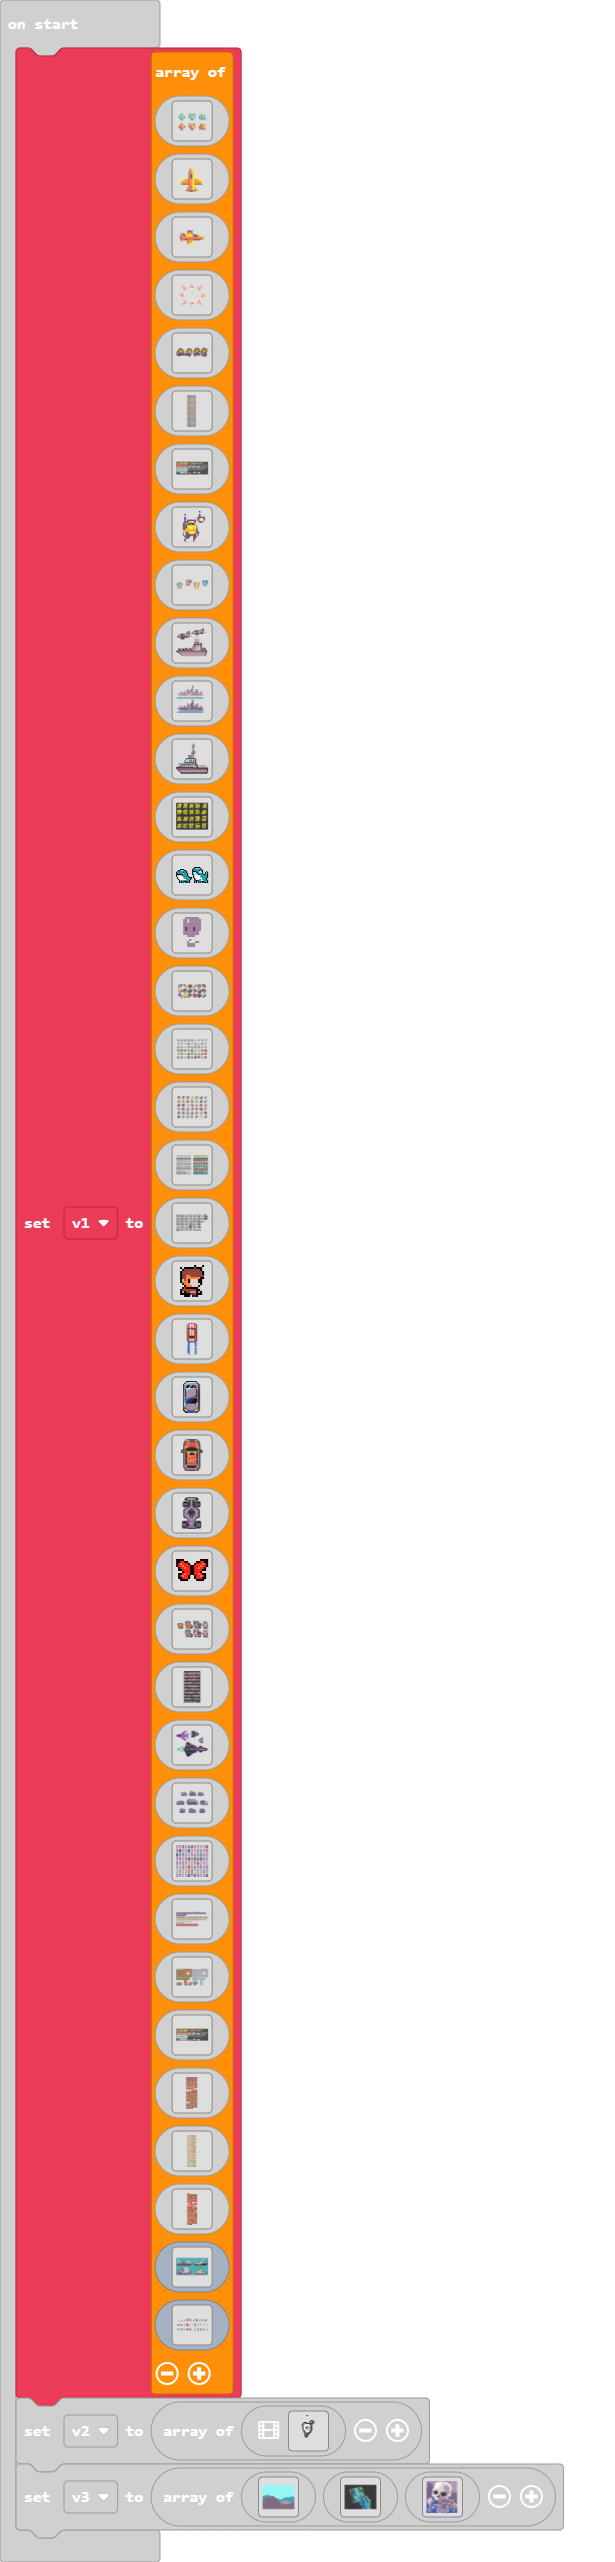 on start
array of
set v1 to
set v2 to array of
set v3 to array of